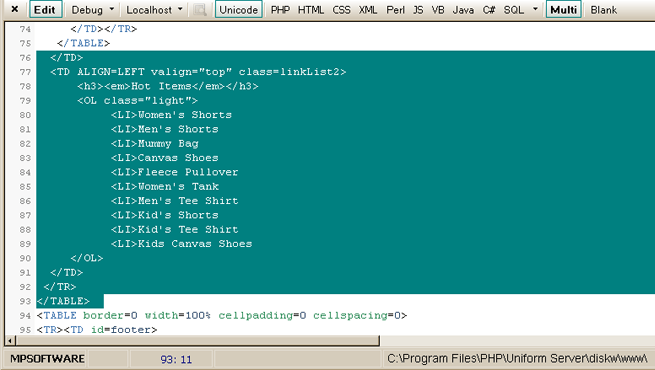 × Edit Debug Localhost Unicode PHP HTML CSS XML Perl JS VB Java C# SQL Multi Blank
74 </TD></TR>
75 </TABLE>
76 </TD>
77 <TD ALIGN=LEFT valign="top" class=linkList2>
78 <h3><em>Hot Items</em></h3>
79 <OL class="light">
80 <LI>Women's Shorts
81 <LI>Men's Shorts
82 <LI>Mummy Bag
83 <LI>Canvas Shoes
84 <LI>Fleece Pullover
85 <LI>Women's Tank
86 <LI>Men's Tee Shirt
87 <LI>Kid's Shorts
88 <LI>Kid's Tee Shirt
89 <LI>Kids Canvas Shoes
90 </OL>
91 </TD>
92 </TR>
93 </TABLE>
94 <TABLE border=0 width=100% cellpadding=0 cellspacing=0>
95 <TR><TD id=footer>
MPSOFTWARE 93: 11 C:\Program Files\PHP\Uniform Server\diskw\www\